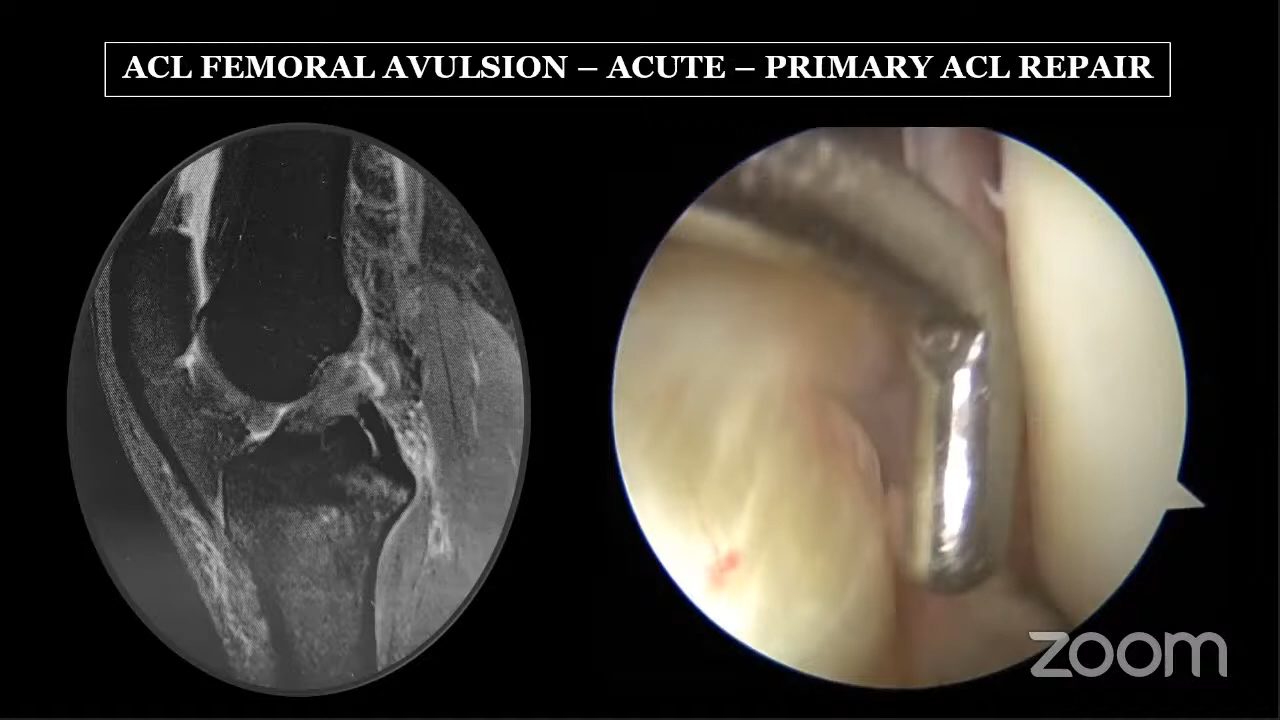 ACL FEMORAL AVULSION – ACUTE – PRIMARY ACL REPAIR
zoom